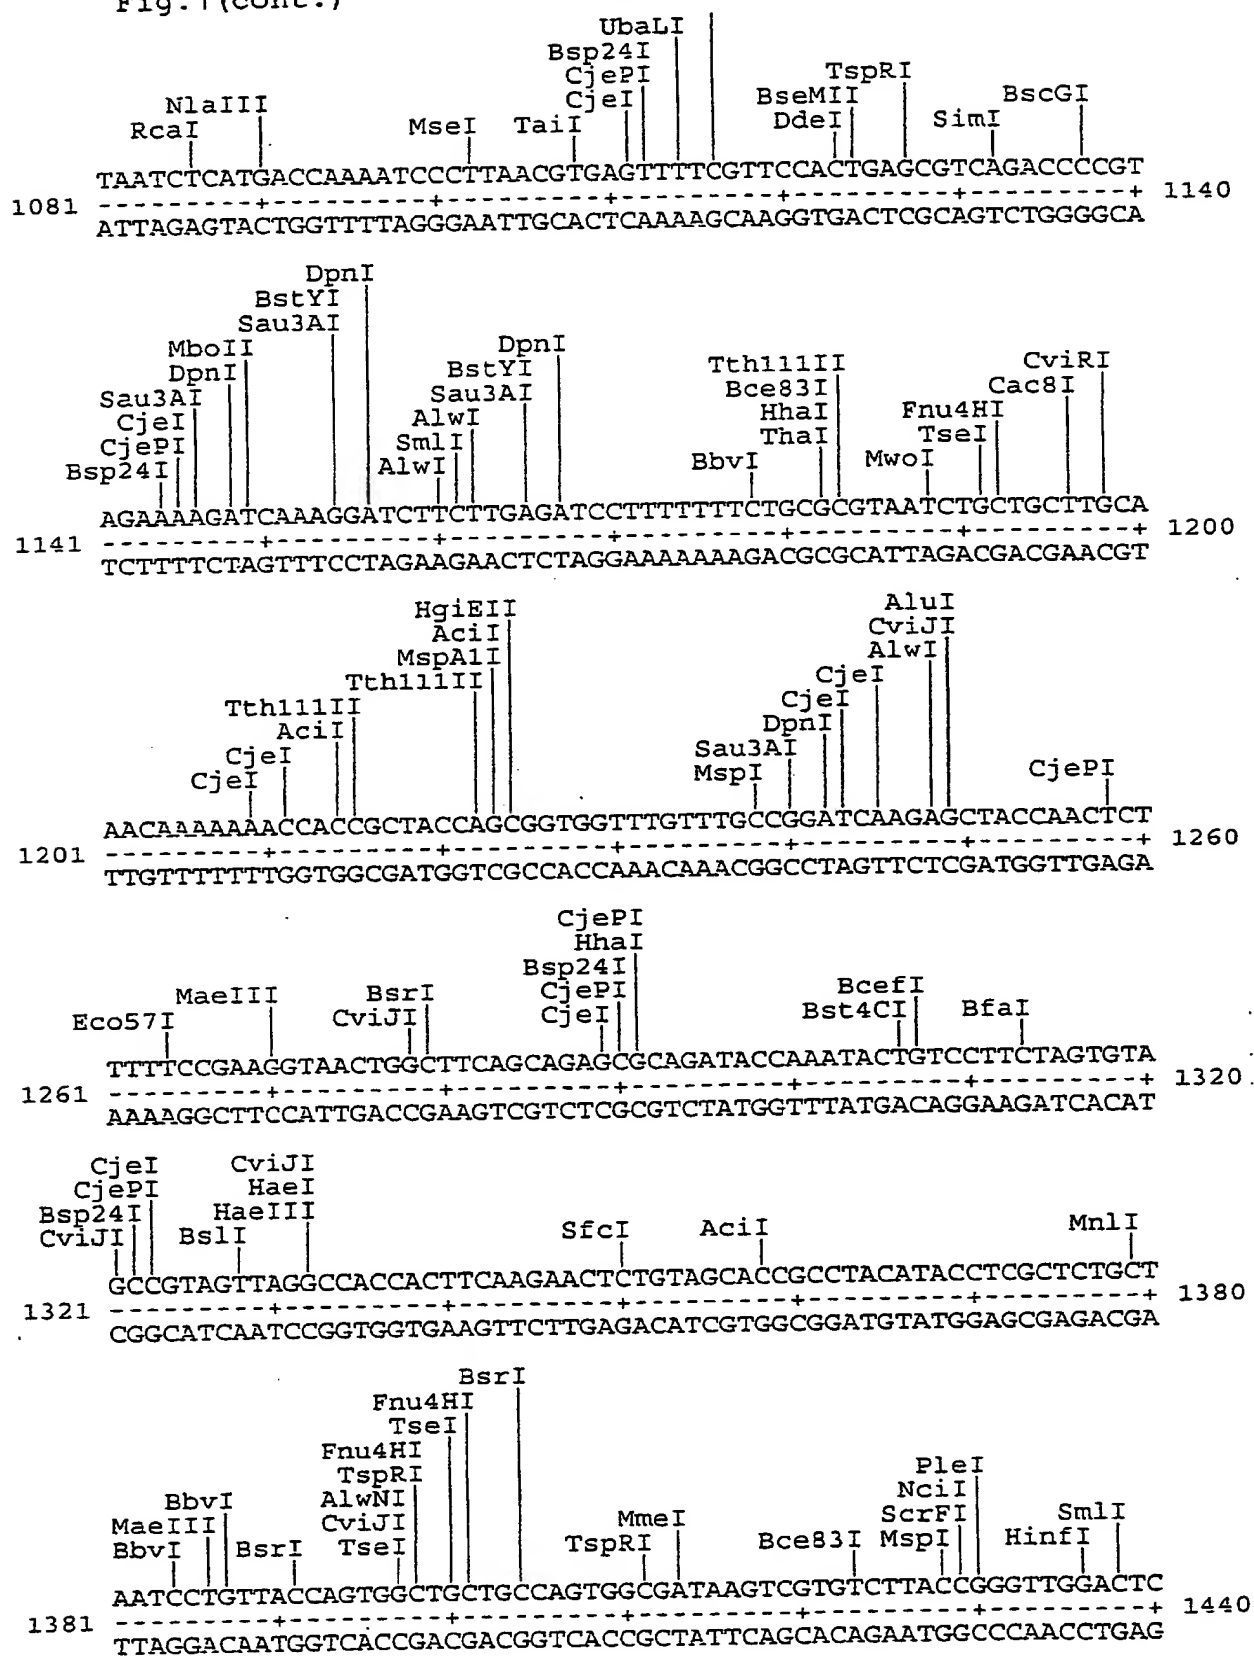 Fig.1(cont.)
UbaLI
Bsp24I
CjePI
TspRI
CjeI
BseMII
BscGI
NlaIII
RcaI MseI TaiI DdeI SimI
TAATCTCATGACCAAAATCCCTTAACGTGAGTTTTCGTTCCACTGAGCGTCAGACCCCGT
1081 ---------+---------+---------+---------+---------+---------+ 1140
ATTAGAGTACTGGTTTTAGGGAATTGCACTCAAAAGCAAGGTGACTCGCAGTCTGGGGCA
DpnI
BstYI
Sau3AI
MboII DpnI
DpnI BstYI Tth111II CviRI
Sau3AI Sau3AI Bce83I Cac8I
CjeI AlwI HhaI Fnu4HI
CjePI SmlI ThaI TseI
Bsp24I AlwI BbvI MwoI
AGAAAAGATCAAAGGATCTTCTTGAGATCCTTTTTTTCTGCGCGTAATCTGCTGCTTGCA
1141 ---------+---------+---------+---------+---------+---------+ 1200
TCTTTTCTAGTTTCCTAGAAGAACTCTAGGAAAAAAAGACGCGCATTAGACGACGAACGT
HgiEII AluI
AciI CviJI
MspA1I AlwI
Tth111II CjeI
Tth111II CjeI
AciI DpnI
CjeI Sau3AI
CjeI MspI CjePI
AACAAAAAAACCACCGCTACCAGCGGTGGTTTGTTTGCCGGATCAAGAGCTACCAACTCT
1201 ---------+---------+---------+---------+---------+---------+ 1260
TTGTTTTTTTGGTGGCGATGGTCGCCACCAAACAAACGGCCTAGTTCTCGATGGTTGAGA
CjePI
HhaI
Bsp24I
MaeIII BsrI CjePI BcefI
Eco57I CviJI CjeI Bst4CI BfaI
TTTTCCGAAGGTAACTGGCTTCAGCAGAGCGCAGATACCAAATACTGTCCTTCTAGTGTA
1261 ---------+---------+---------+---------+---------+---------+ 1320
AAAAGGCTTCCATTGACCGAAGTCGTCTCGCGTCTATGGTTTATGACAGGAAGATCACAT
CjeI CviJI
CjePI HaeI
Bsp24I HaeIII
CviJI BslI SfcI AciI MnlI
GCCGTAGTTAGGCCACCACTTCAAGAACTCTGTAGCACCGCCTACATACCTCGCTCTGCT
1321 ---------+---------+---------+---------+---------+---------+ 1380
CGGCATCAATCCGGTGGTGAAGTTCTTGAGACATCGTGGCGGATGTATGGAGCGAGACGA
BsrI
Fnu4HI
TseI
Fnu4HI
TspRI PleI
BbvI AlwNI NciI
MaeIII CviJI MmeI ScrFI SmlI
BbvI BsrI TseI TspRI Bce83I MspI HinfI
AATCCTGTTACCAGTGGCTGCTGCCAGTGGCGATAAGTCGTGTCTTACCGGGTTGGACTC
1381 ---------+---------+---------+---------+---------+---------+ 1440
TTAGGACAATGGTCACCGACGACGGTCACCGCTATTCAGCACAGAATGGCCCAACCTGAG